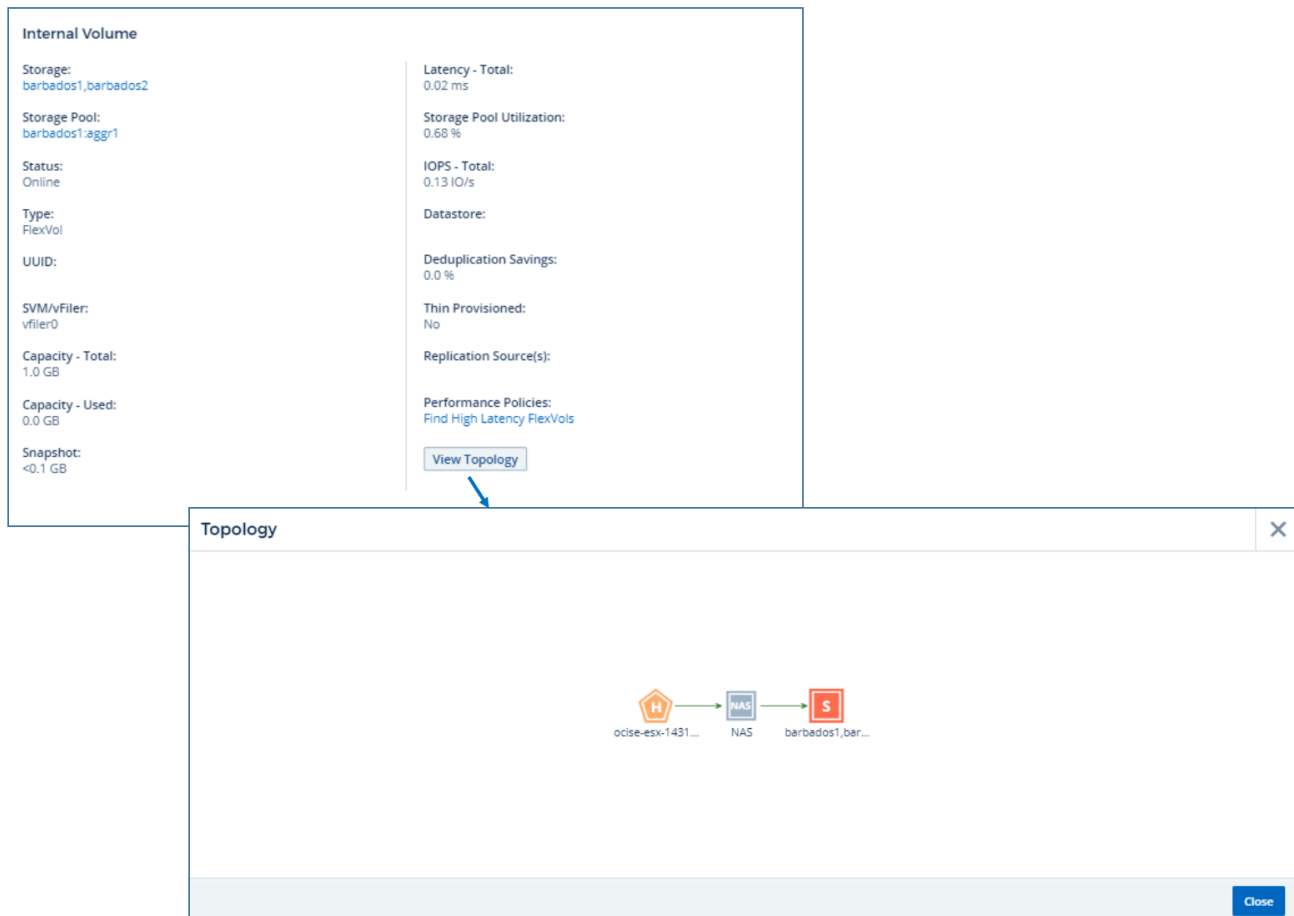 Internal Volume
Storage:
barbados1,barbados2
Storage Pool:
barbados1:aggr1
Status:
Online
Type:
FlexVol
UUID:
SVM/vFiler:
vfiler0
Capacity - Total:
1.0 GB
Capacity - Used:
0.0 GB
Snapshot:
<0.1 GB
Latency - Total:
0.02 ms
Storage Pool Utilization:
0.68 %
IOPS - Total:
0.13 IO/s
Datastore:
Deduplication Savings:
0.0 %
Thin Provisioned:
No
Replication Source(s):
Performance Policies:
Find High Latency FlexVols
View Topology
Topology
H
NAS
S
ocise-esx-1431...
NAS
barbados1,bar...
Close